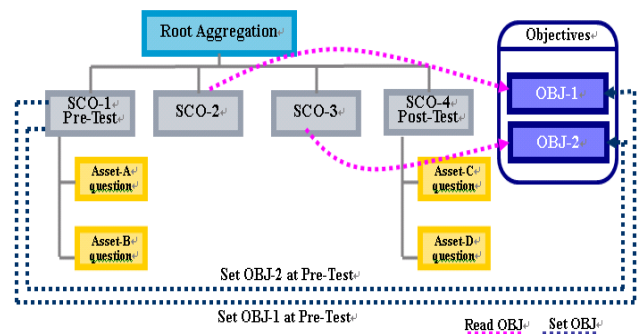 Root Aggregation
Objectives
SCO-1
Pre-Test
SCO-2
SCO-3
SCO-4
Post-Test
OBJ-1
OBJ-2
Asset-A
question
Asset-B
question
Asset-C
question
Asset-D
question
Set OBJ-2 at Pre-Test
Set OBJ-1 at Pre-Test
Read OBJ
Set OBJ